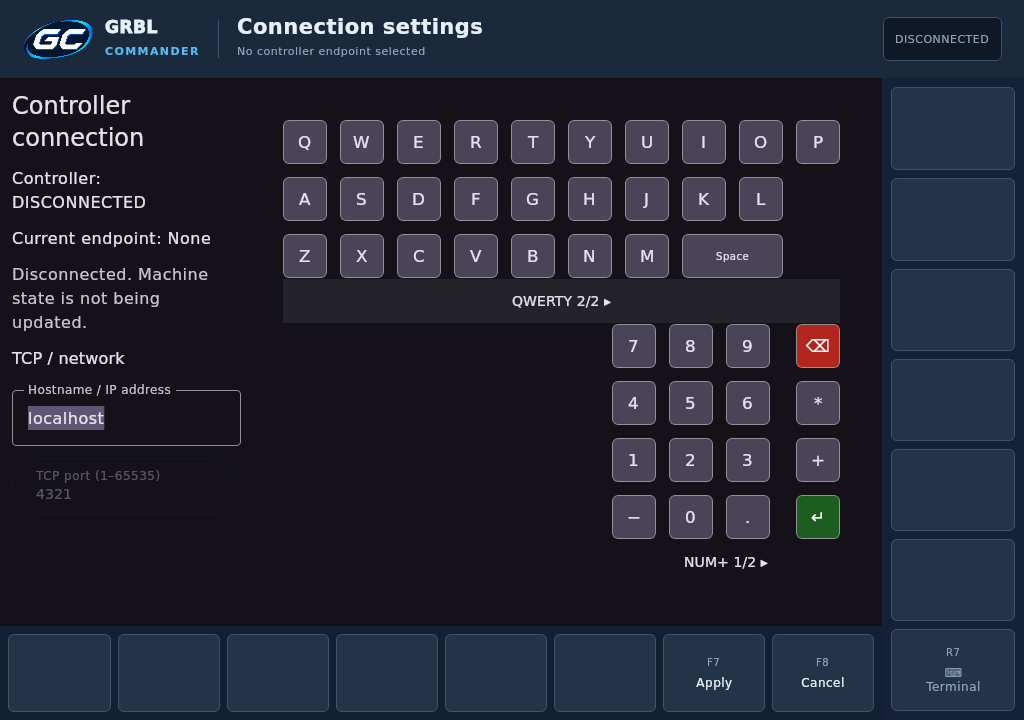 GC
GRBL
COMMANDER
Connection settings
No controller endpoint selected
DISCONNECTED
Controller
connection
Controller:
DISCONNECTED
Current endpoint: None
Disconnected. Machine
state is not being
updated.
TCP / network
Hostname / IP address
localhost
TCP port (1–65535)
4321
Q W E R T Y U I O P
A S D F G H J K L
Z X C V B N M Space
QWERTY 2/2 ▸
7 8 9 ⌫
4 5 6 *
1 2 3 +
− 0 . ↵
NUM+ 1/2 ▸
F7
Apply
F8
Cancel
R7
⌨
Terminal